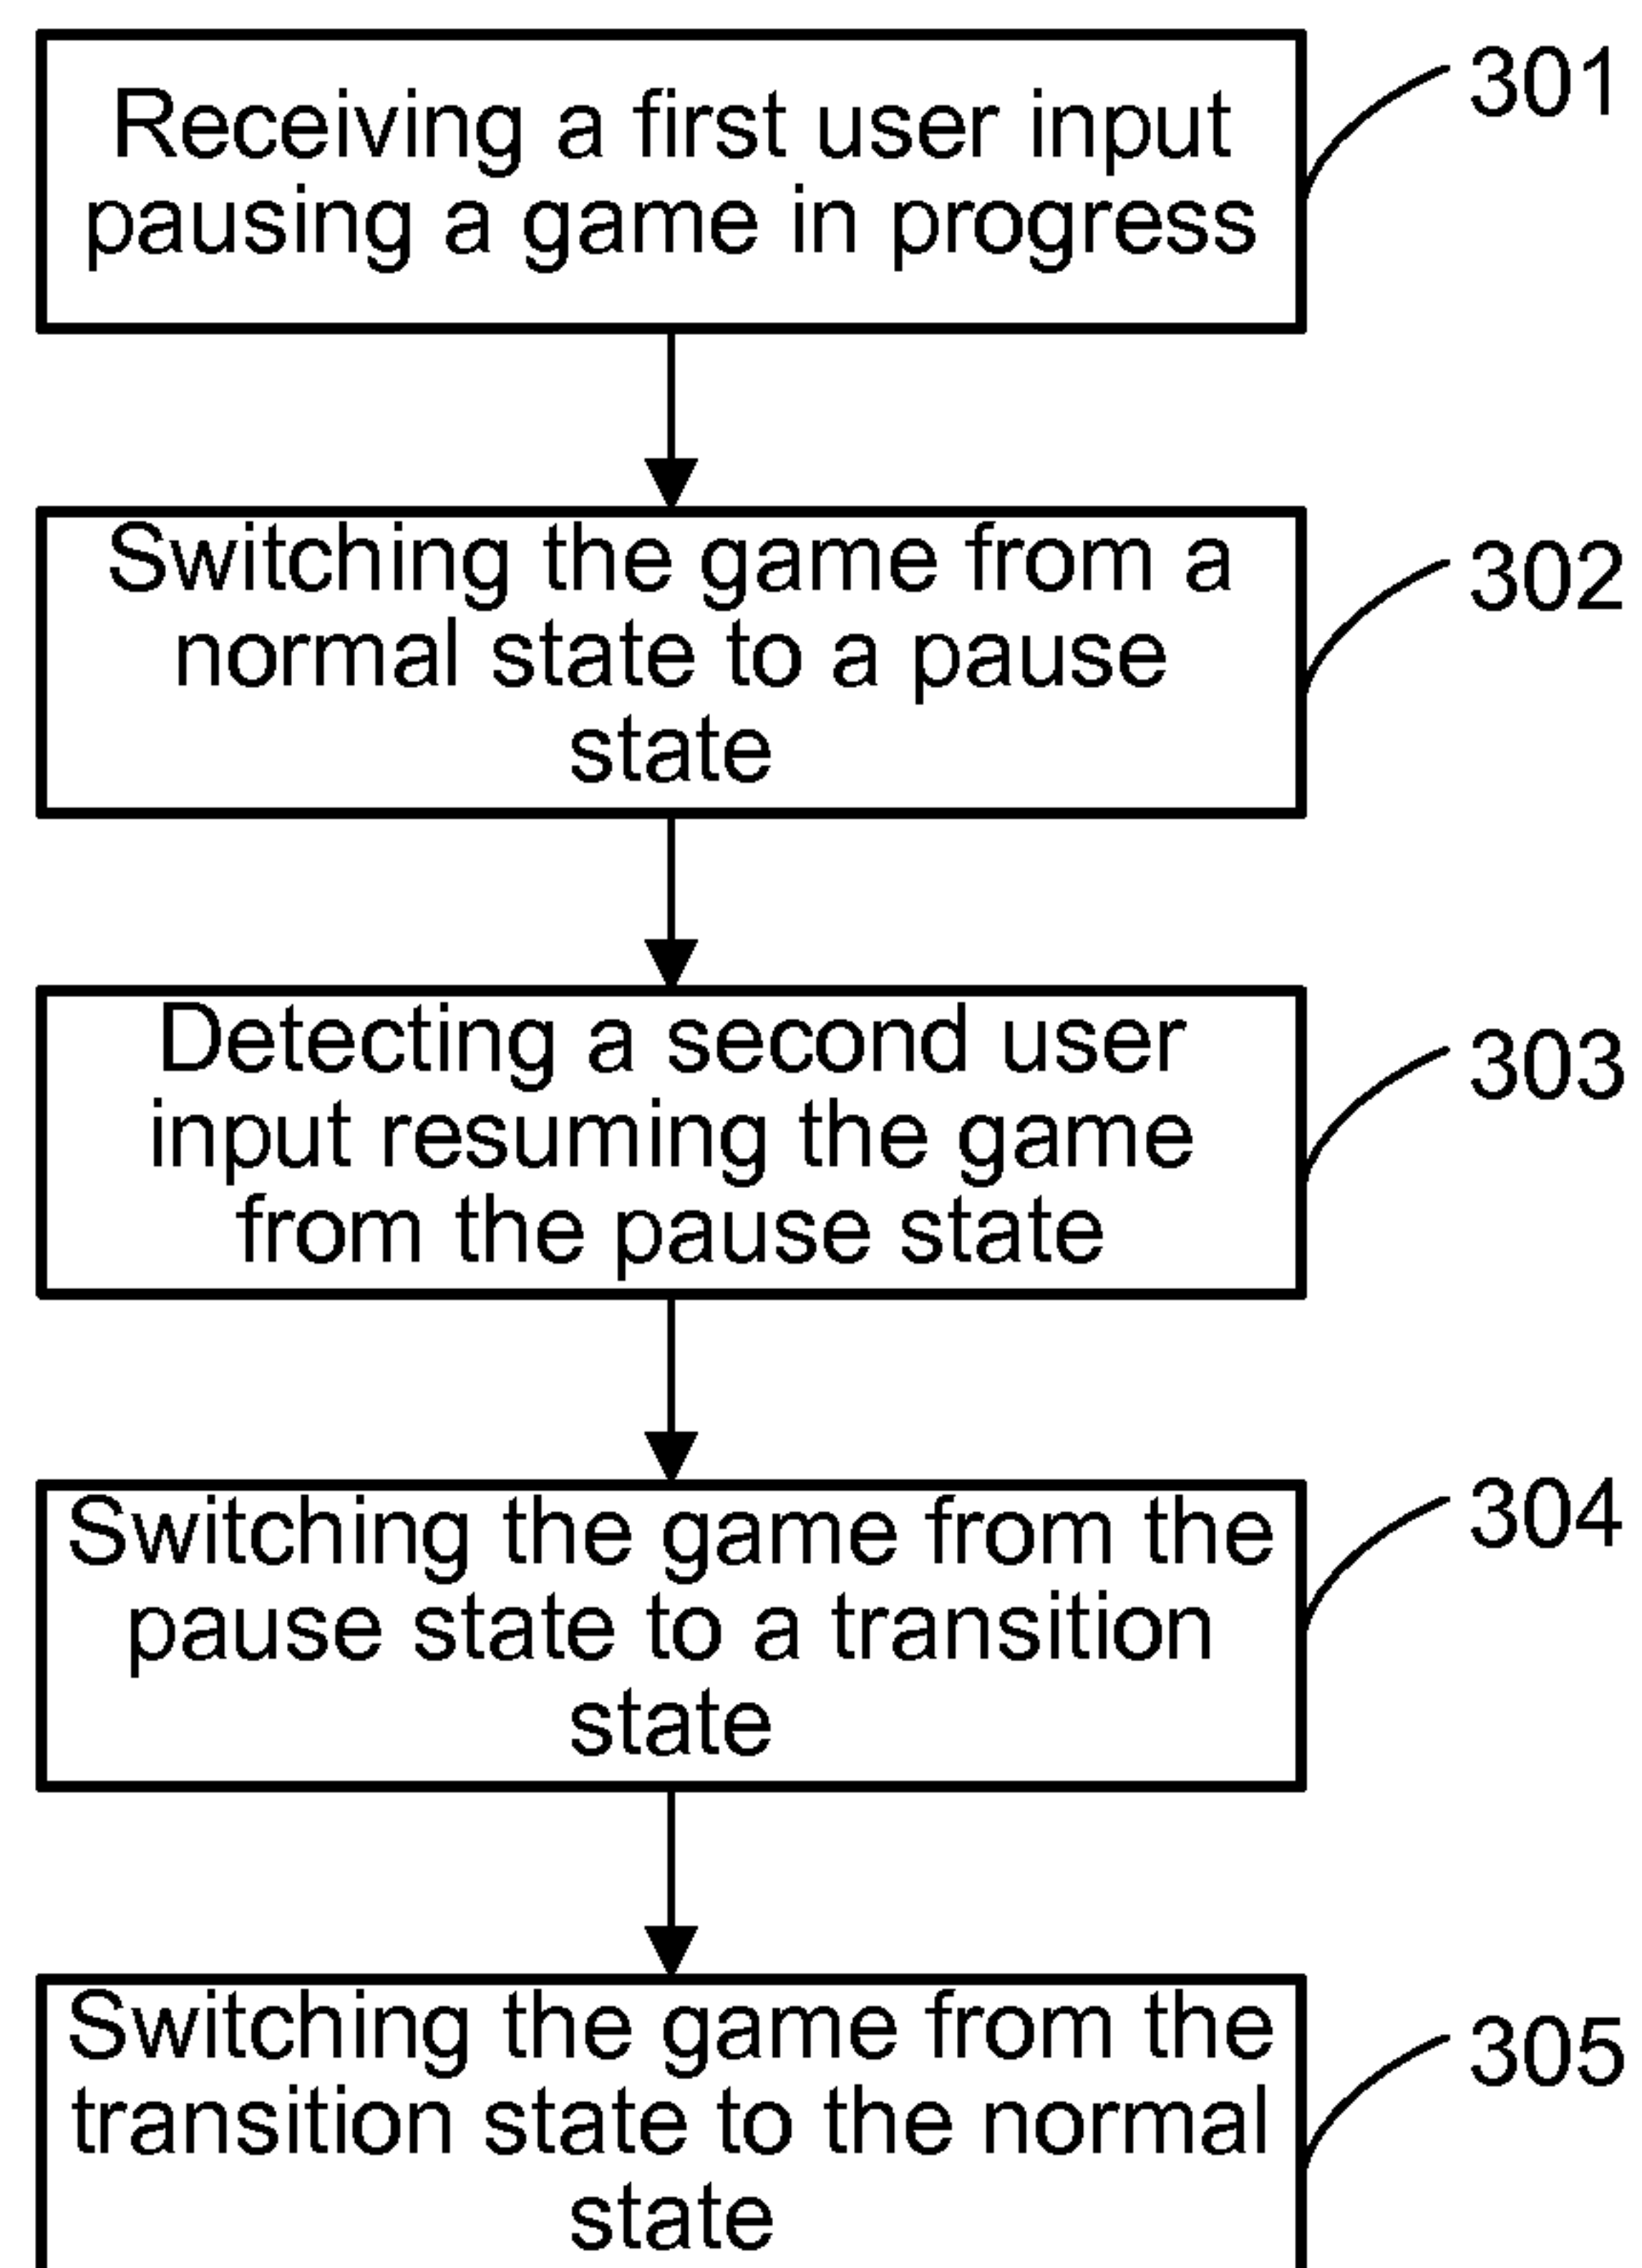 Receiving a first user input
pausing a game in progress
301
Switching the game from a
normal state to a pause
state
302
Detecting a second user
input resuming the game
from the pause state
303
Switching the game from the
pause state to a transition
state
304
Switching the game from the
transition state to the normal
state
305